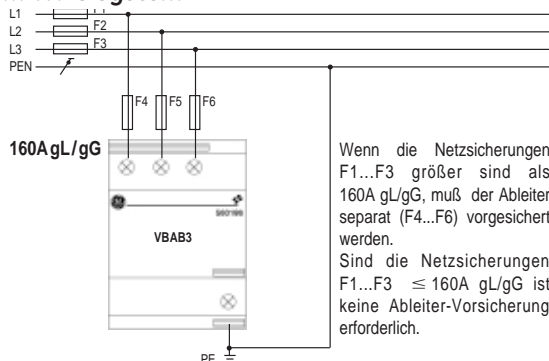 L1
L2 F2
L3 F3
PEN
F4 F5 F6
160A gL/gG
VBAB3
PE
Wenn die Netzsicherungen
F1...F3 größer sind als
160A gL/gG, muß der Ableiter
separat (F4...F6) vorgesichert
werden.
Sind die Netzsicherungen
F1...F3 ≤ 160A gL/gG ist
keine Ableiter-Vorsicherung
erforderlich.